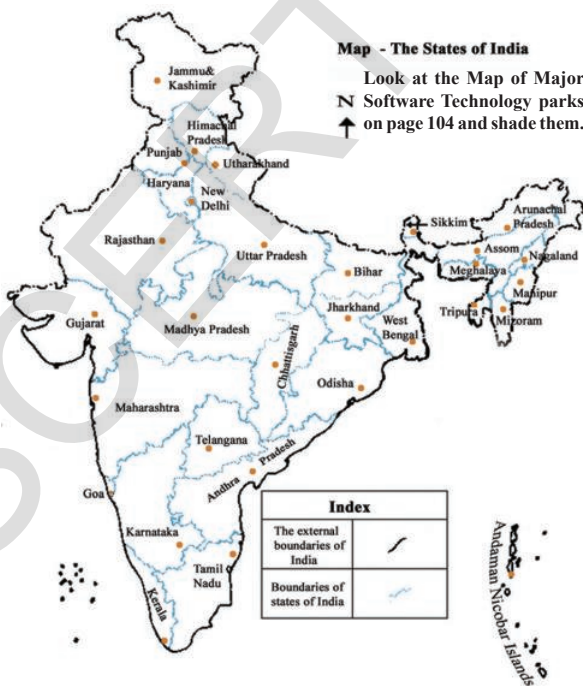 Map - The States of India
Look at the Map of Major
Software Technology parks
on page 104 and shade them.
N
Jammu&
Kashimir
Himachal
Pradesh
Punjab
Utharakhand
Haryana
New
Delhi
Rajasthan
Uttar Pradesh
Sikkim
Arunachal
Pradesh
Assom
Nagaland
Meghalaya
Manipur
Bihar
Tripura
Mizoram
Gujarat
Madhya Pradesh
Jharkhand
West
Bengal
Chhattisgarh
Odisha
Maharashtra
Telangana
Andhra Pradesh
Goa
Karnataka
Tamil
Nadu
Kerala
Andaman Nicobar Islands
Index
The external
boundaries of
India
Boundaries of
states of India
SCERT